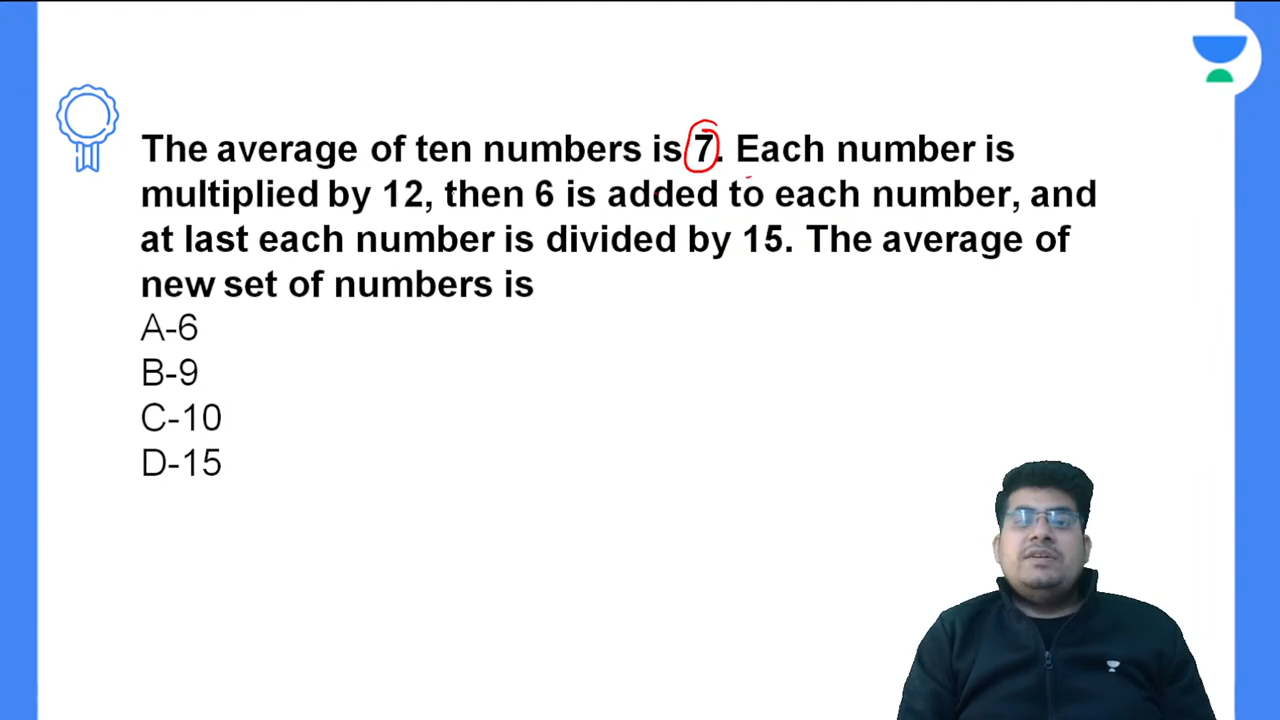 The average of ten numbers is 7. Each number is
multiplied by 12, then 6 is added to each number, and
at last each number is divided by 15. The average of
new set of numbers is
A-6
B-9
C-10
D-15